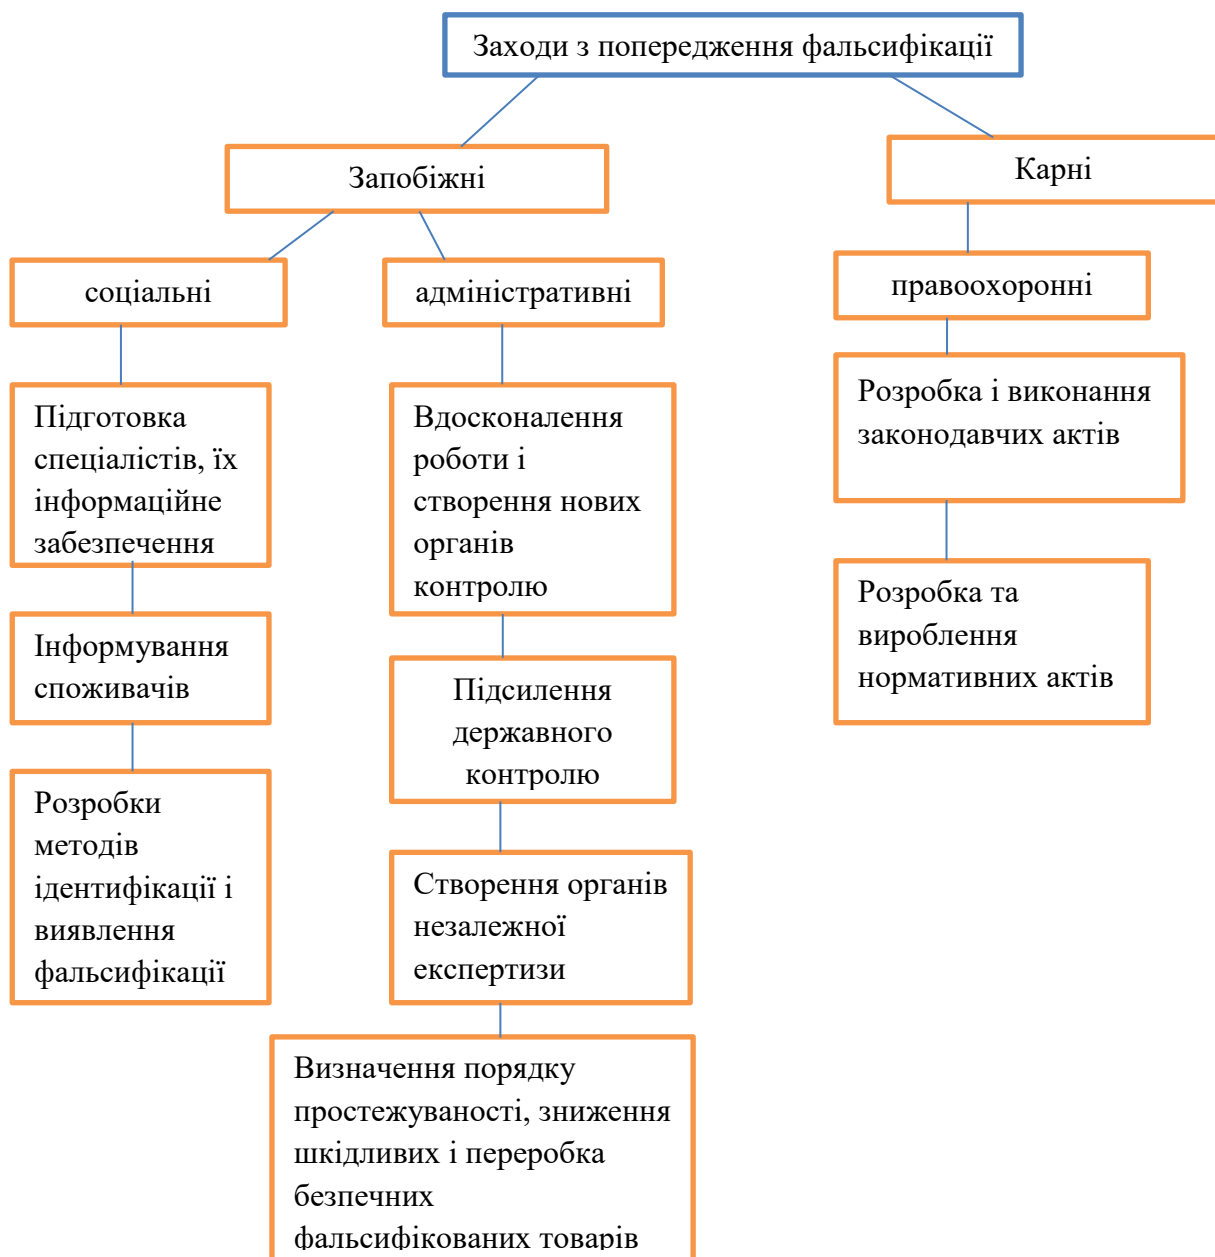 Заходи з попередження фальсифікації
Запобіжні
Карні
соціальні
адміністративні
правоохоронні
Підготовка
спеціалістів, їх
інформаційне
забезпечення
Інформування
споживачів
Розробки
методів
ідентифікації і
виявлення
фальсифікації
Вдосконалення
роботи і
створення нових
органів
контролю
Підсилення
державного
контролю
Створення органів
незалежної
експертизи
Визначення порядку
простежуваності, зниження
шкідливих і переробка
безпечних
фальсифікованих товарів
Розробка і виконання
законодавчих актів
Розробка та
вироблення
нормативних актів